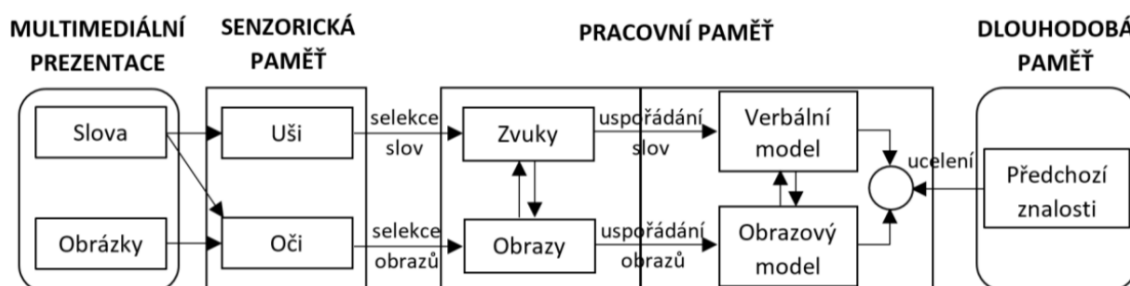 MULTIMEDIÁLNÍ
PREZENTACE
SENZORICKÁ
PAMĚŤ
PRACOVNÍ PAMĚŤ
DLOUHODOBÁ
PAMĚŤ
Slova
Uši
selekce
slov
Zvuky
uspořádání
slov
Verbální
model
ucelení
Předchozí
znalosti
Obrázky
Oči
selekce
obrazů
Obrazy
uspořádání
obrazů
Obrazový
model